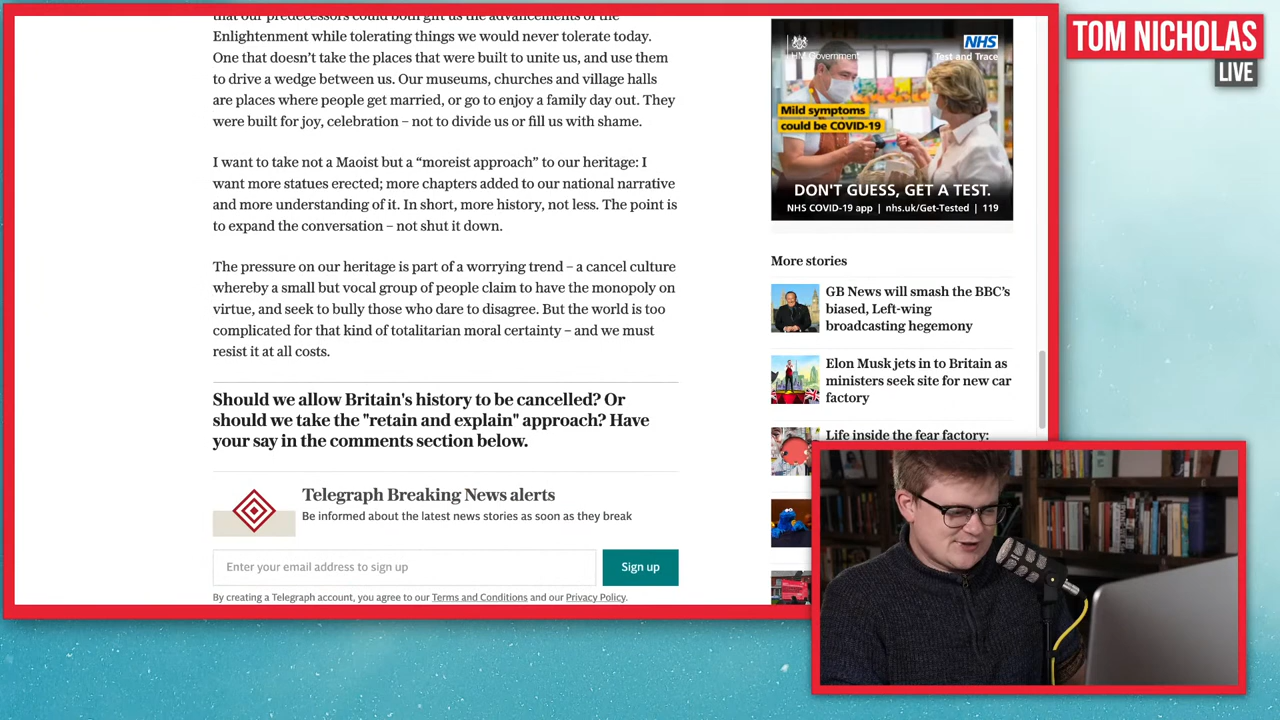 that our predecessors could both gift us the advancements of the
Enlightenment while tolerating things we would never tolerate today.
One that doesn’t take the places that were built to unite us, and use them
to drive a wedge between us. Our museums, churches and village halls
are places where people get married, or go to enjoy a family day out. They
were built for joy, celebration – not to divide us or fill us with shame.
I want to take not a Maoist but a “moreist approach” to our heritage: I
want more statues erected; more chapters added to our national narrative
and more understanding of it. In short, more history, not less. The point is
to expand the conversation – not shut it down.
The pressure on our heritage is part of a worrying trend – a cancel culture
whereby a small but vocal group of people claim to have the monopoly on
virtue, and seek to bully those who dare to disagree. But the world is too
complicated for that kind of totalitarian moral certainty – and we must
resist it at all costs.
Should we allow Britain's history to be cancelled? Or
should we take the "retain and explain" approach? Have
your say in the comments section below.
Telegraph Breaking News alerts
Be informed about the latest news stories as soon as they break
Enter your email address to sign up
Sign up
By creating a Telegraph account, you agree to our Terms and Conditions and our Privacy Policy.
HM Government
NHS
Test and Trace
Mild symptoms
could be COVID-19
DON'T GUESS, GET A TEST.
NHS COVID-19 app | nhs.uk/Get-Tested | 119
More stories
GB News will smash the BBC’s
biased, Left-wing
broadcasting hegemony
Elon Musk jets in to Britain as
ministers seek site for new car
factory
Life inside the fear factory:
TOM NICHOLAS
LIVE